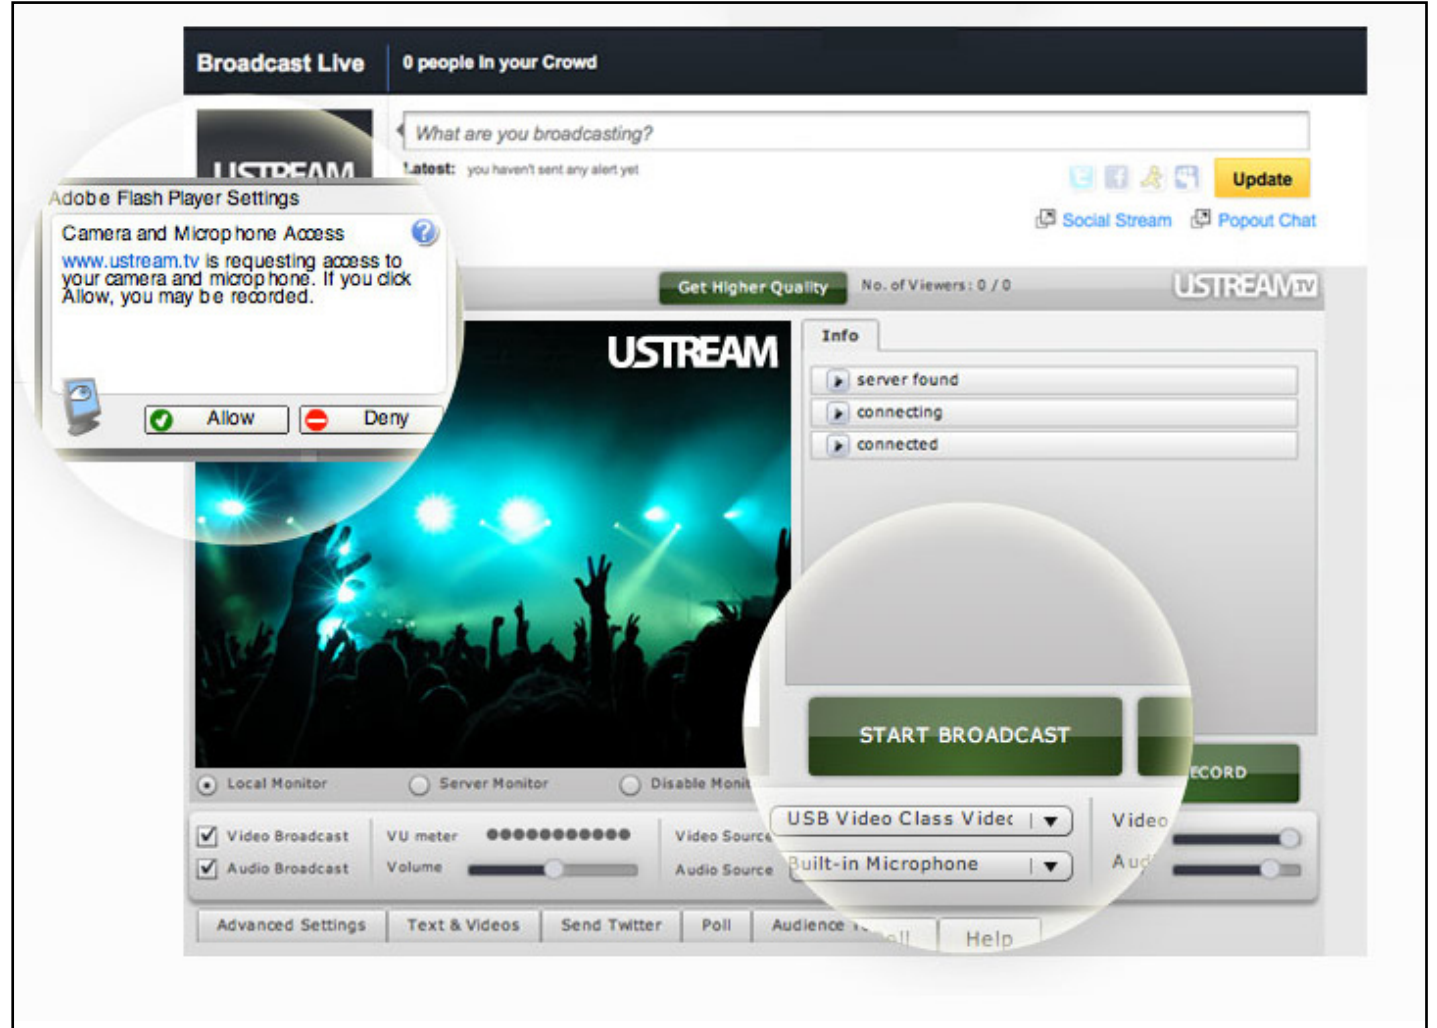 Broadcast Live
0 people in your Crowd
USTREAM
What are you broadcasting?
Latest: you haven't sent any alert yet
Update
Social Stream
Popout Chat
Adobe Flash Player Settings
Camera and Microphone Access
www.ustream.tv is requesting access to
your camera and microphone. If you click
Allow, you may be recorded.
Allow
Deny
Get Higher Quality
No. of Viewers: 0 / 0
USTREAM TV
USTREAM
Info
server found
connecting
connected
START BROADCAST
ECORD
Local Monitor
Server Monitor
Disable Monit
Video Broadcast
VU meter
Video Source
USB Video Class Videc
Video
Audio Broadcast
Volume
Audio Source
Built-in Microphone
Aud
Advanced Settings
Text & Videos
Send Twitter
Poll
Audience
oll
Help